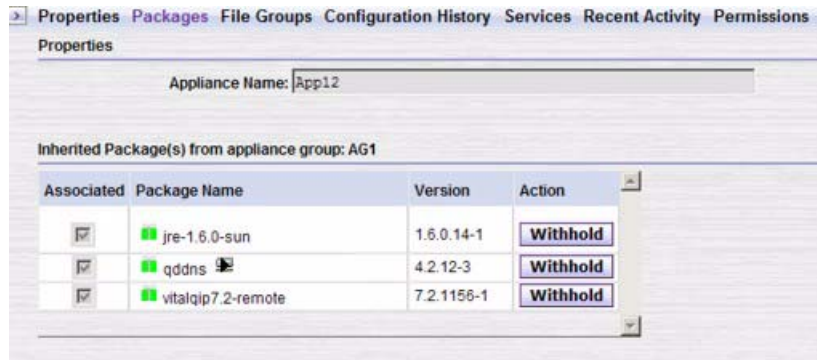 Properties Packages File Groups Configuration History Services Recent Activity Permissions
Properties
Appliance Name: App12
Inherited Package(s) from appliance group: AG1
Associated Package Name Version Action
jre-1.6.0-sun 1.6.0.14-1 Withhold
qddns 4.2.12-3 Withhold
vitalqip7.2-remote 7.2.1156-1 Withhold